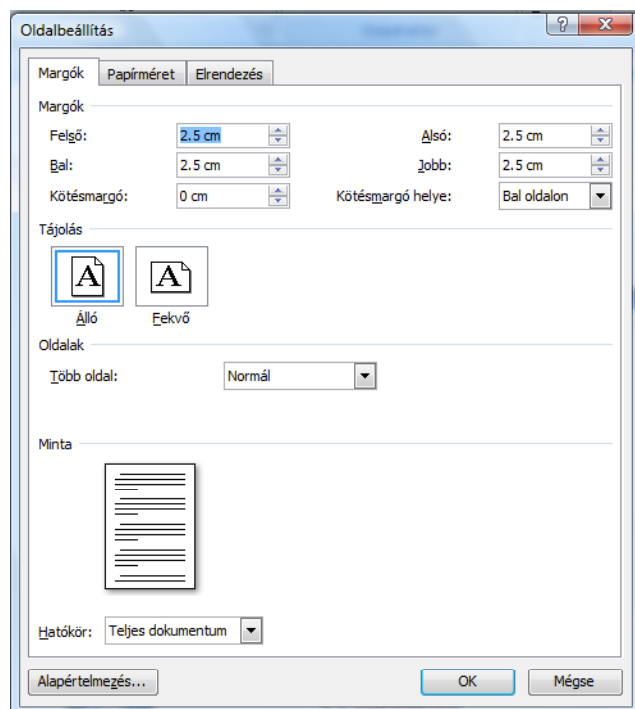 Oldalbeállítás
Margók Papírméret Elrendezés
Margók
Felső: 2.5 cm Alsó: 2.5 cm
Bal: 2.5 cm Jobb: 2.5 cm
Kötésmargó: 0 cm Kötésmargó helye: Bal oldalon
Tájolás
A A
Álló Fekvő
Oldalak
Több oldal: Normál
Minta
Hatókör: Teljes dokumentum
Alapértelmezés... OK Mégse